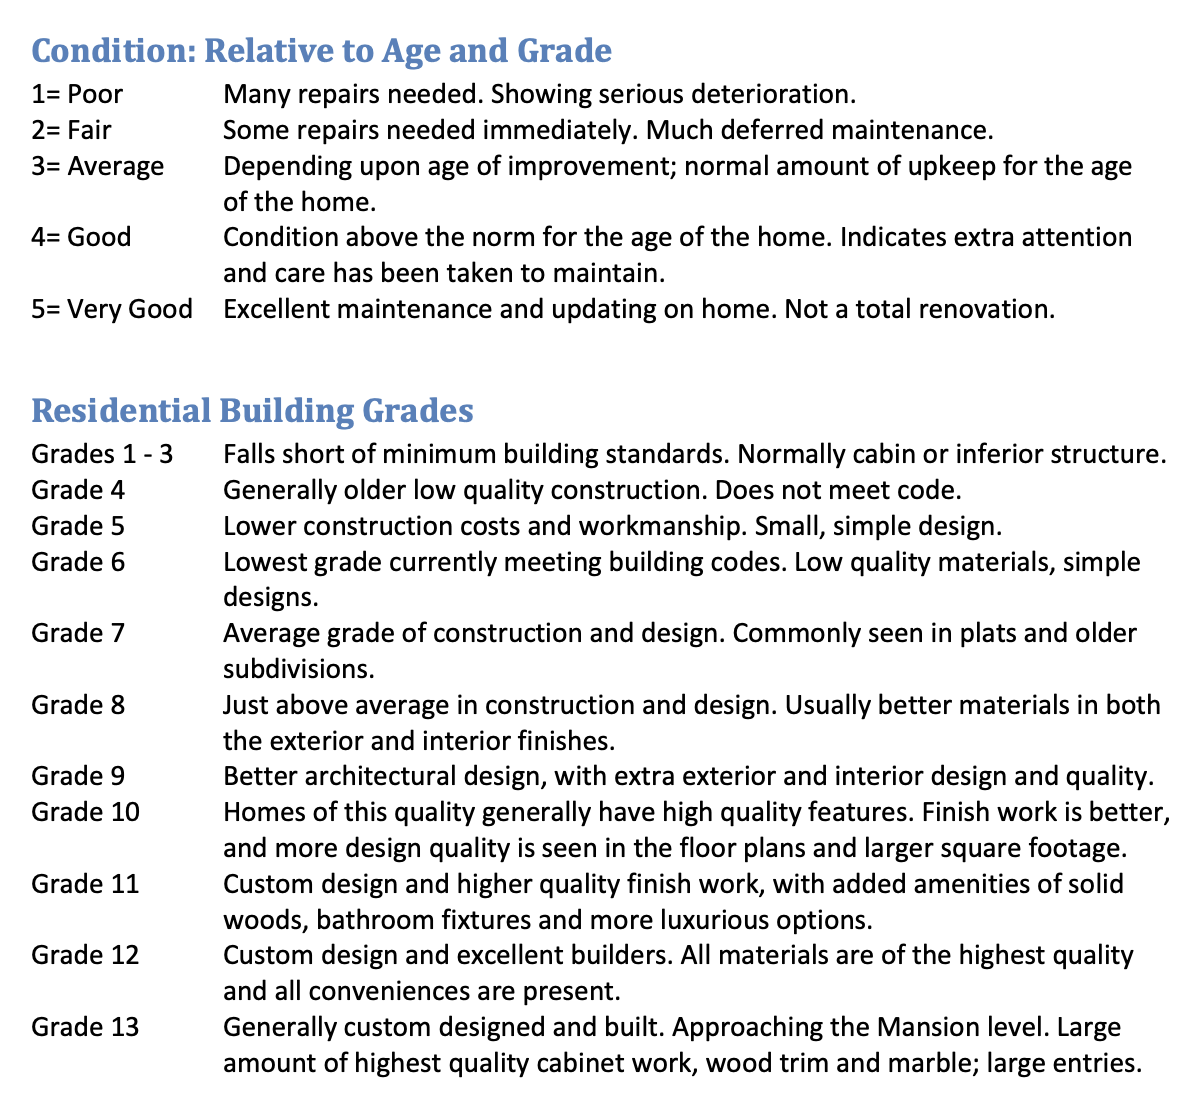 Condition: Relative to Age and Grade
1= Poor Many repairs needed. Showing serious deterioration.
2= Fair Some repairs needed immediately. Much deferred maintenance.
3= Average Depending upon age of improvement; normal amount of upkeep for the age
of the home.
4= Good Condition above the norm for the age of the home. Indicates extra attention
and care has been taken to maintain.
5= Very Good Excellent maintenance and updating on home. Not a total renovation.
Residential Building Grades
Grades 1 - 3 Falls short of minimum building standards. Normally cabin or inferior structure.
Grade 4 Generally older low quality construction. Does not meet code.
Grade 5 Lower construction costs and workmanship. Small, simple design.
Grade 6 Lowest grade currently meeting building codes. Low quality materials, simple
designs.
Grade 7 Average grade of construction and design. Commonly seen in plats and older
subdivisions.
Grade 8 Just above average in construction and design. Usually better materials in both
the exterior and interior finishes.
Grade 9 Better architectural design, with extra exterior and interior design and quality.
Grade 10 Homes of this quality generally have high quality features. Finish work is better,
and more design quality is seen in the floor plans and larger square footage.
Grade 11 Custom design and higher quality finish work, with added amenities of solid
woods, bathroom fixtures and more luxurious options.
Grade 12 Custom design and excellent builders. All materials are of the highest quality
and all conveniences are present.
Grade 13 Generally custom designed and built. Approaching the Mansion level. Large
amount of highest quality cabinet work, wood trim and marble; large entries.